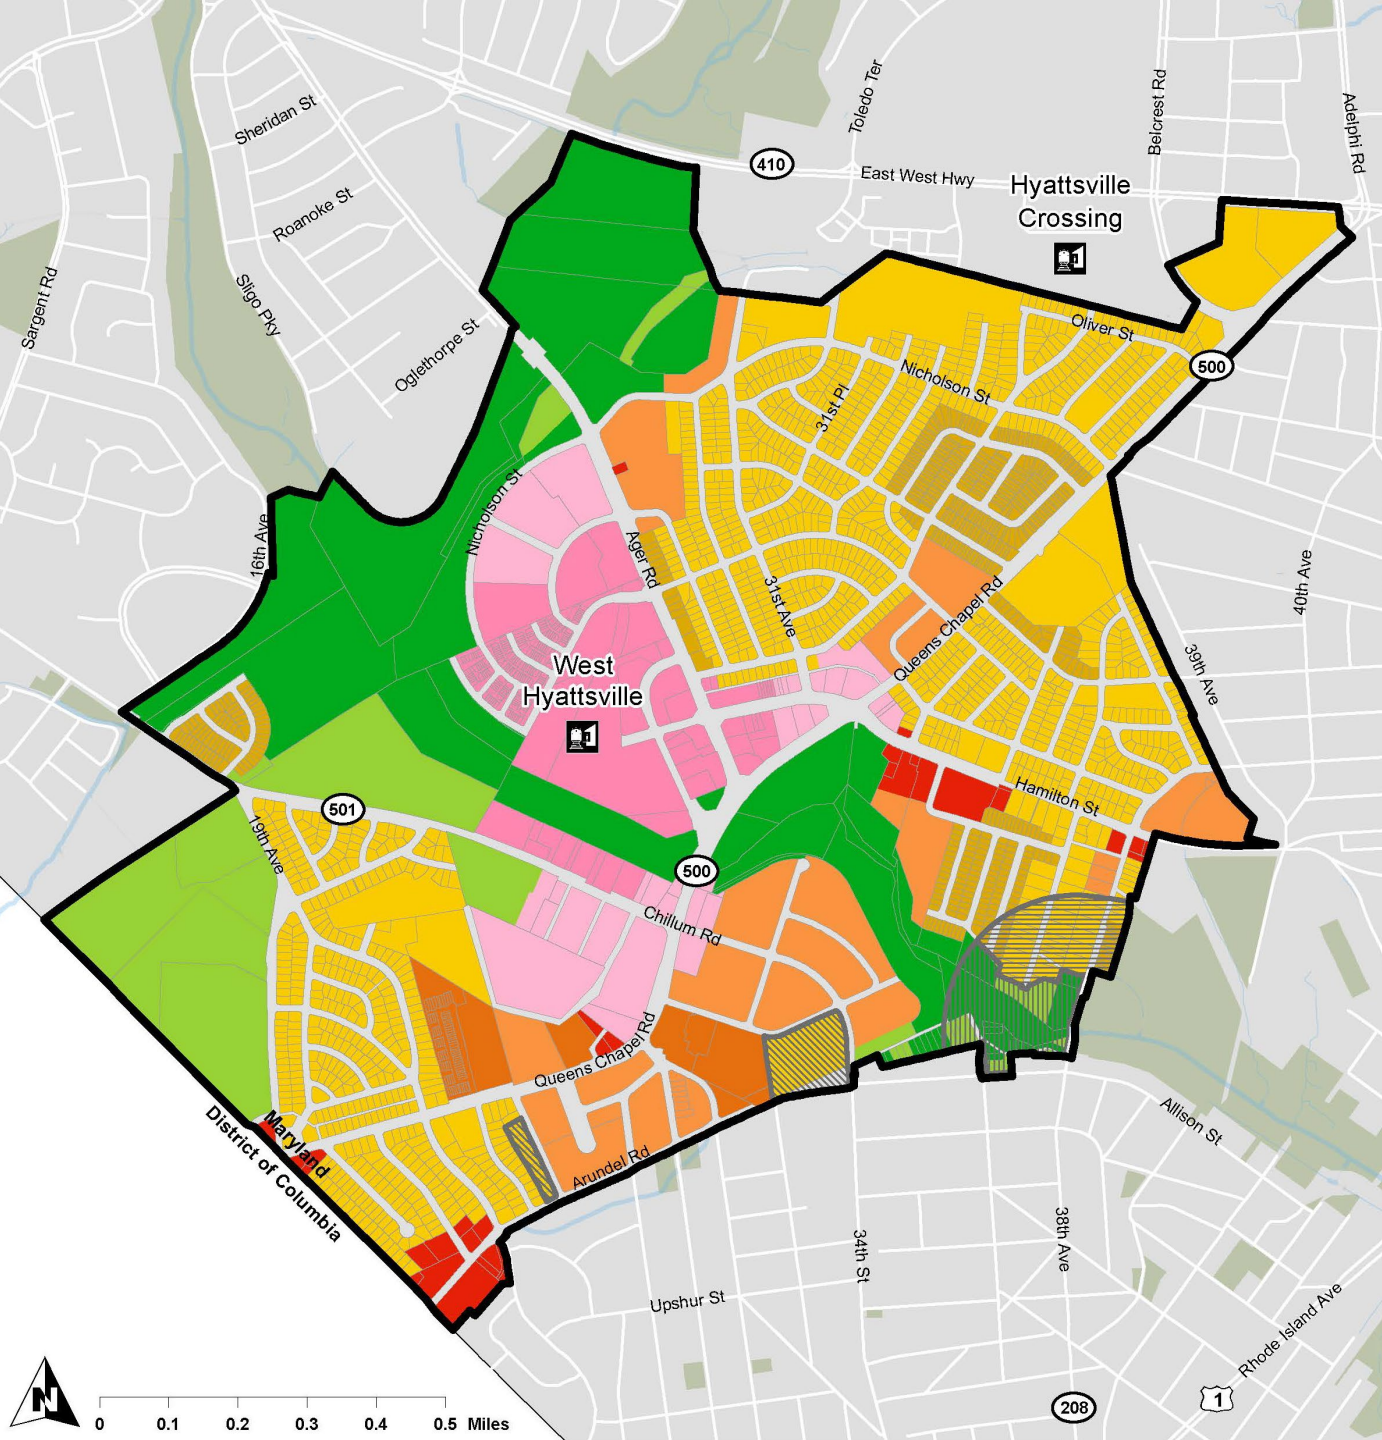 Sheridan St
Roanoke St
Sargent Rd
Sligo Pky
Oglethorpe St
Toledo Ter
Belcrest Rd
Adelphi Rd
410
East West Hwy
Hyattsville
Crossing
Oliver St
500
Nicholson St
31st Pl
Nicholson St
16th Ave
Ager Rd
31st Ave
Queens Chapel Rd
40th Ave
39th Ave
West
Hyattsville
501
19th Ave
Hamilton St
500
Chillum Rd
Queens Chapel Rd
Maryland
District of Columbia
Arundel Rd
Allison St
34th St
38th Ave
Upshur St
Rhode Island Ave
208
1
N
0 0.1 0.2 0.3 0.4 0.5 Miles